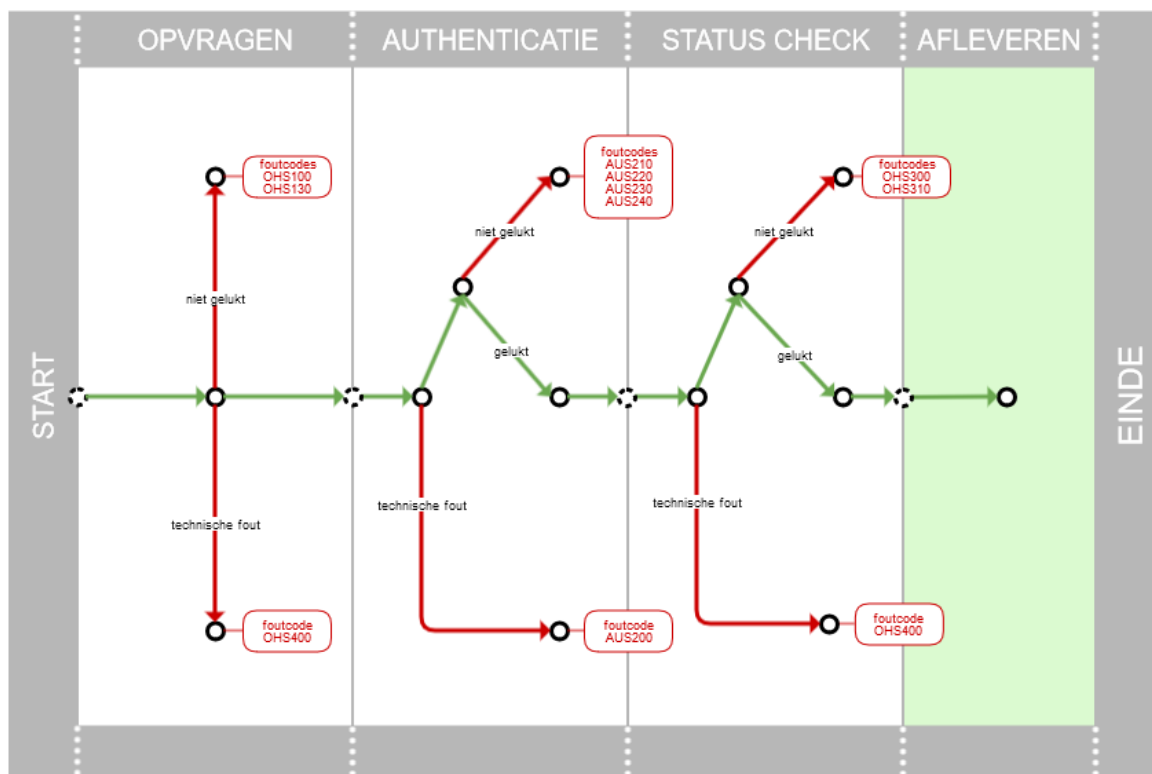 OPVRAGEN
AUTHENTICATIE
STATUS CHECK
AFLEVEREN
START
EINDE
foutcodes
OHS100
OHS130
niet gelukt
technische fout
foutcode
OHS400
foutcodes
AUS210
AUS220
AUS230
AUS240
niet gelukt
gelukt
technische fout
foutcode
AUS200
foutcodes
OHS300
OHS310
niet gelukt
gelukt
technische fout
foutcode
OHS400